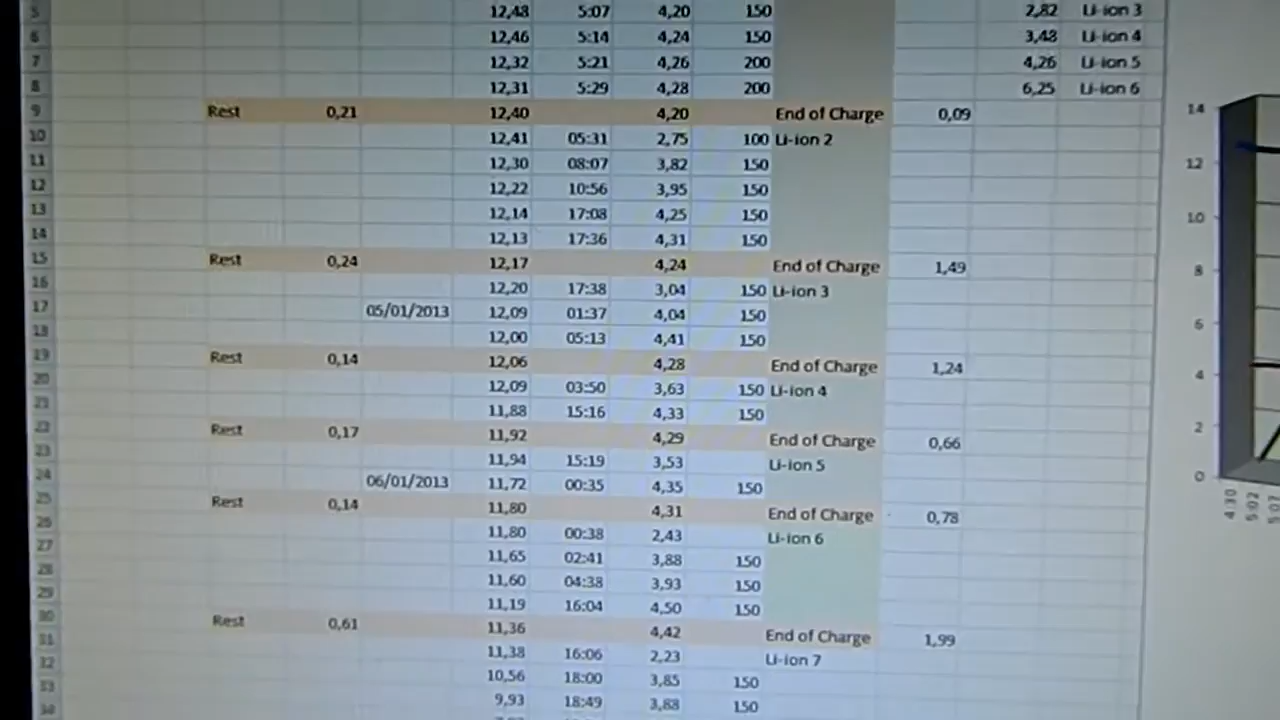 5 12,48 5:07 4,20 150 2,82 Li-ion 3
6 12,46 5:14 4,24 150 3,48 Li-ion 4
7 12,32 5:21 4,26 200 4,26 Li-ion 5
8 12,31 5:29 4,28 200 6,25 Li-ion 6
9 Rest 0,21 12,40 4,20 End of Charge 0,09
10 12,41 05:31 2,75 100 Li-ion 2
11 12,30 08:07 3,82 150
12 12,22 10:56 3,95 150
13 12,14 17:08 4,25 150
14 12,13 17:36 4,31 150
15 Rest 0,24 12,17 4,24 End of Charge 1,49
16 12,20 17:38 3,04 150 Li-ion 3
17 05/01/2013 12,09 01:37 4,04 150
18 12,00 05:13 4,41 150
19 Rest 0,14 12,06 4,28 End of Charge 1,24
20 12,09 03:50 3,63 150 Li-ion 4
21 11,88 15:16 4,33 150
22 Rest 0,17 11,92 4,29 End of Charge 0,66
23 11,94 15:19 3,53 Li-ion 5
24 06/01/2013 11,72 00:35 4,35 150
25 Rest 0,14 11,80 4,31 End of Charge 0,78
26 11,80 00:38 2,43 Li-ion 6
27 11,65 02:41 3,88 150
28 11,60 04:38 3,93 150
29 11,19 16:04 4,50 150
30 Rest 0,61 11,36 4,42 End of Charge 1,99
31 11,38 16:06 2,23 Li-ion 7
32 10,56 18:00 3,85 150
33 9,93 18:49 3,88 150
34
14
12
10
8
6
4
2
0
4:30
5:02